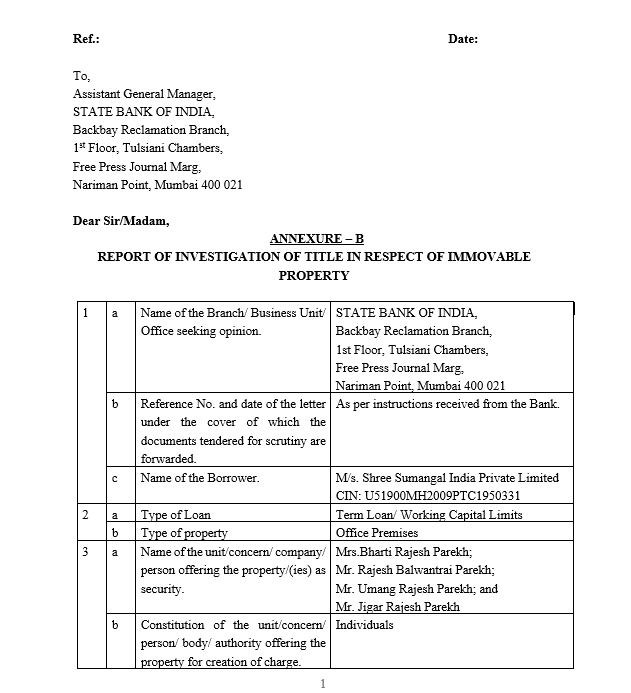 Ref.: Date:
To,
Assistant General Manager,
STATE BANK OF INDIA,
Backbay Reclamation Branch,
1st Floor, Tulsiani Chambers,
Free Press Journal Marg,
Nariman Point, Mumbai 400 021
Dear Sir/Madam,
ANNEXURE – B
REPORT OF INVESTIGATION OF TITLE IN RESPECT OF IMMOVABLE
PROPERTY
1 a Name of the Branch/ Business Unit/ STATE BANK OF INDIA,
Office seeking opinion. Backbay Reclamation Branch,
1st Floor, Tulsiani Chambers,
Free Press Journal Marg,
Nariman Point, Mumbai 400 021
b Reference No. and date of the letter As per instructions received from the Bank.
under the cover of which the
documents tendered for scrutiny are
forwarded.
c Name of the Borrower. M/s. Shree Sumangal India Private Limited
CIN: U51900MH2009PTC1950331
2 a Type of Loan Term Loan/ Working Capital Limits
b Type of property Office Premises
3 a Name of the unit/concern/ company/ Mrs.Bharti Rajesh Parekh;
person offering the property/(ies) as Mr. Rajesh Balwantrai Parekh;
security. Mr. Umang Rajesh Parekh; and
Mr. Jigar Rajesh Parekh
b Constitution of the unit/concern/ Individuals
person/ body/ authority offering the
property for creation of charge.
1